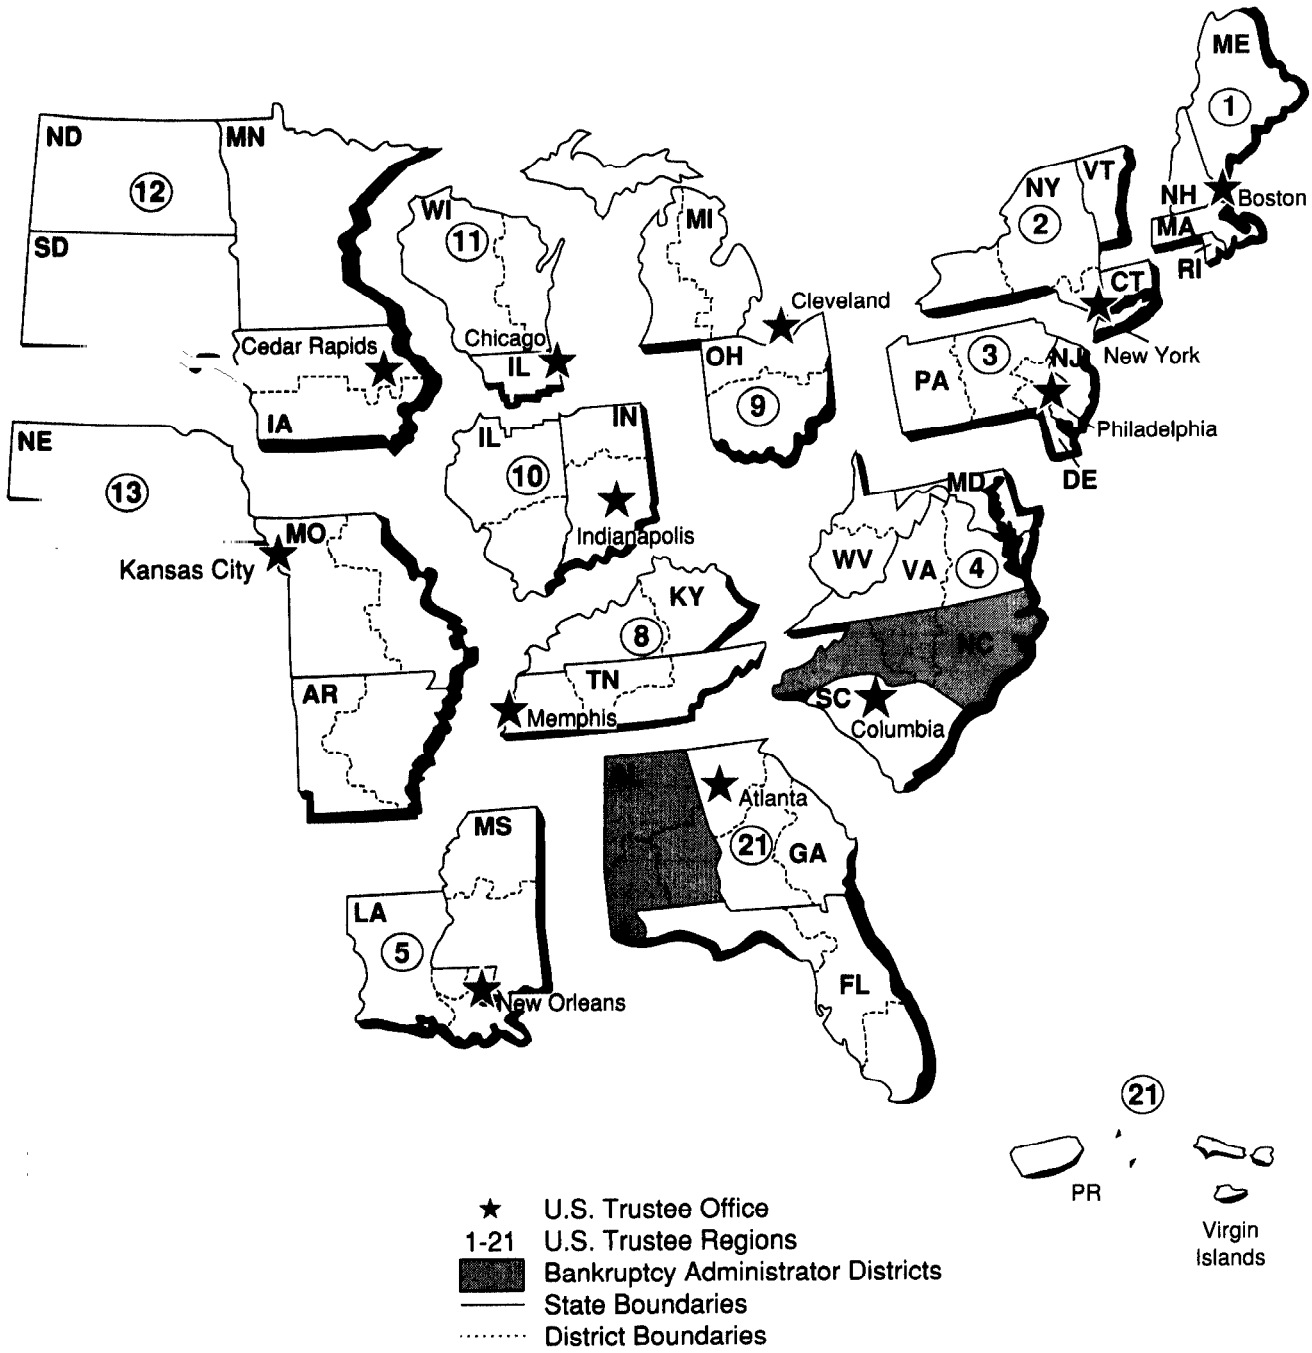 ME
1
NH
Boston
MA
RI
ND
MN
12
SD
WI
11
MI
NY
VT
2
CT
New York
Cedar Rapids
IA
Chicago
IL
Cleveland
OH
9
PA
3
NJ
Philadelphia
DE
NE
13
IL
IN
10
Indianapolis
MD
WV
VA
4
NC
SC
Columbia
MO
Kansas City
AR
KY
8
TN
Memphis
Atlanta
21
GA
FL
MS
LA
5
New Orleans
21
PR
Virgin
Islands
U.S. Trustee Office
1-21 U.S. Trustee Regions
Bankruptcy Administrator Districts
State Boundaries
District Boundaries